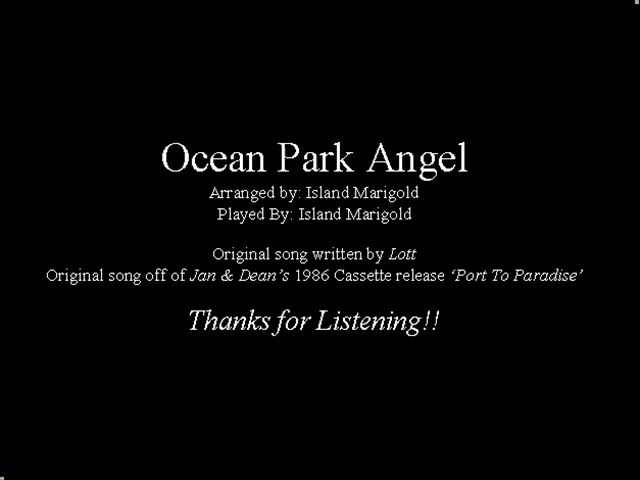 Ocean Park Angel
Arranged by: Island Marigold
Played By: Island Marigold
Original song written by Lott
Original song off of Jan & Dean's 1986 Cassette release 'Port To Paradise'
Thanks for Listening!!